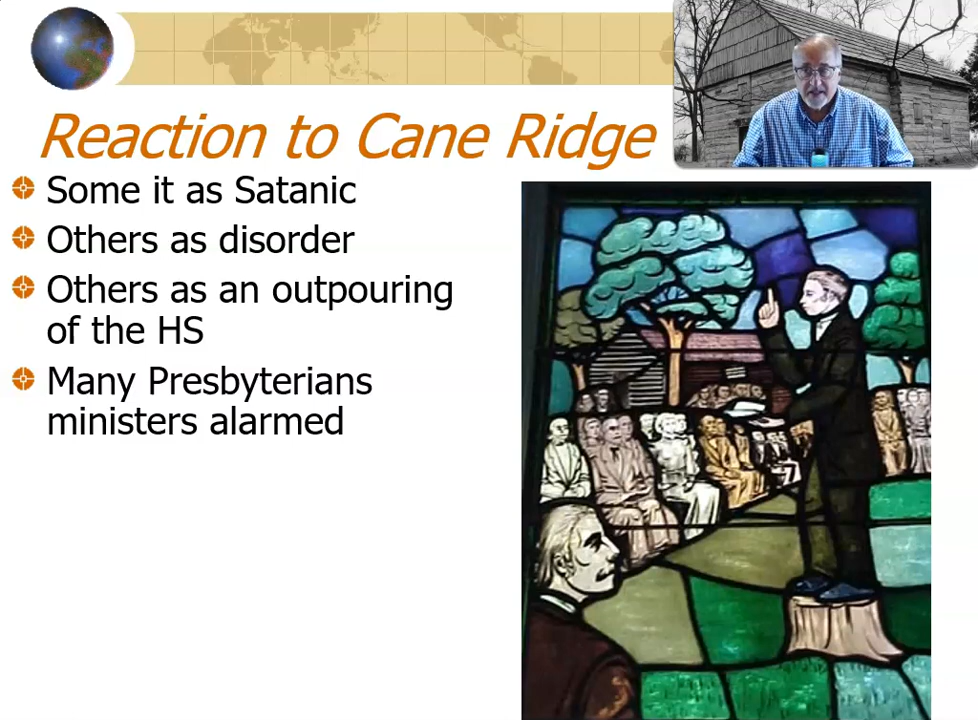 Reaction to Cane Ridge
Some it as Satanic
Others as disorder
Others as an outpouring
of the HS
Many Presbyterians
ministers alarmed